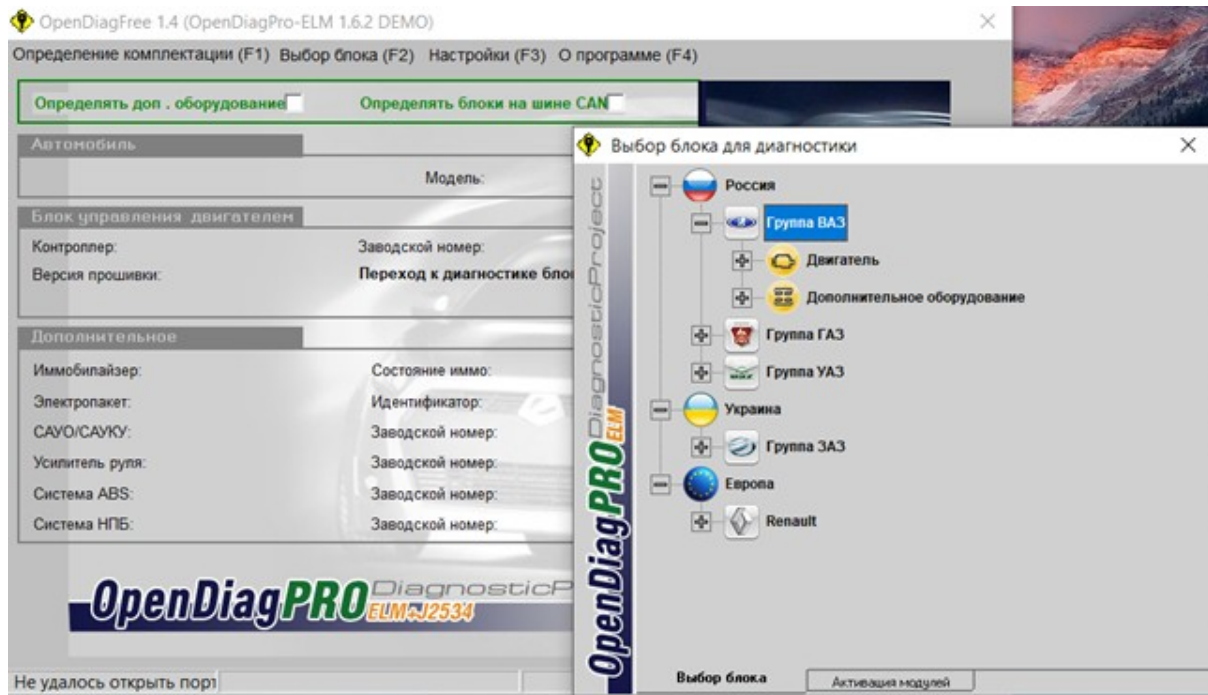 OpenDiagFree 1.4 (OpenDiagPro-ELM 1.6.2 DEMO)
Определение комплектации (F1) Выбор блока (F2) Настройки (F3) О программе (F4)
Определять доп . оборудование
Определять блоки на шине CAN
Автомобиль
Модель:
Блок управления двигателем
Контроллер:
Заводской номер:
Версия прошивки:
Переход к диагностике
Дополнительное
Иммобилайзер:
Состояние иммо:
Электропакет:
Идентификатор:
САУО/САУКУ:
Заводской номер:
Усилитель руля:
Заводской номер:
Система ABS:
Заводской номер:
Система НПБ:
Заводской номер:
OpenDiagPRO
ELM+J2534
Не удалось открыть порт
Выбор блока для диагностики
OpenDiagPRO ELM DiagnosticProject
Россия
Группа ВАЗ
Двигатель
Дополнительное оборудование
Группа ГАЗ
Группа УАЗ
Украина
Группа ЗАЗ
Европа
Renault
Выбор блока
Активация модулей